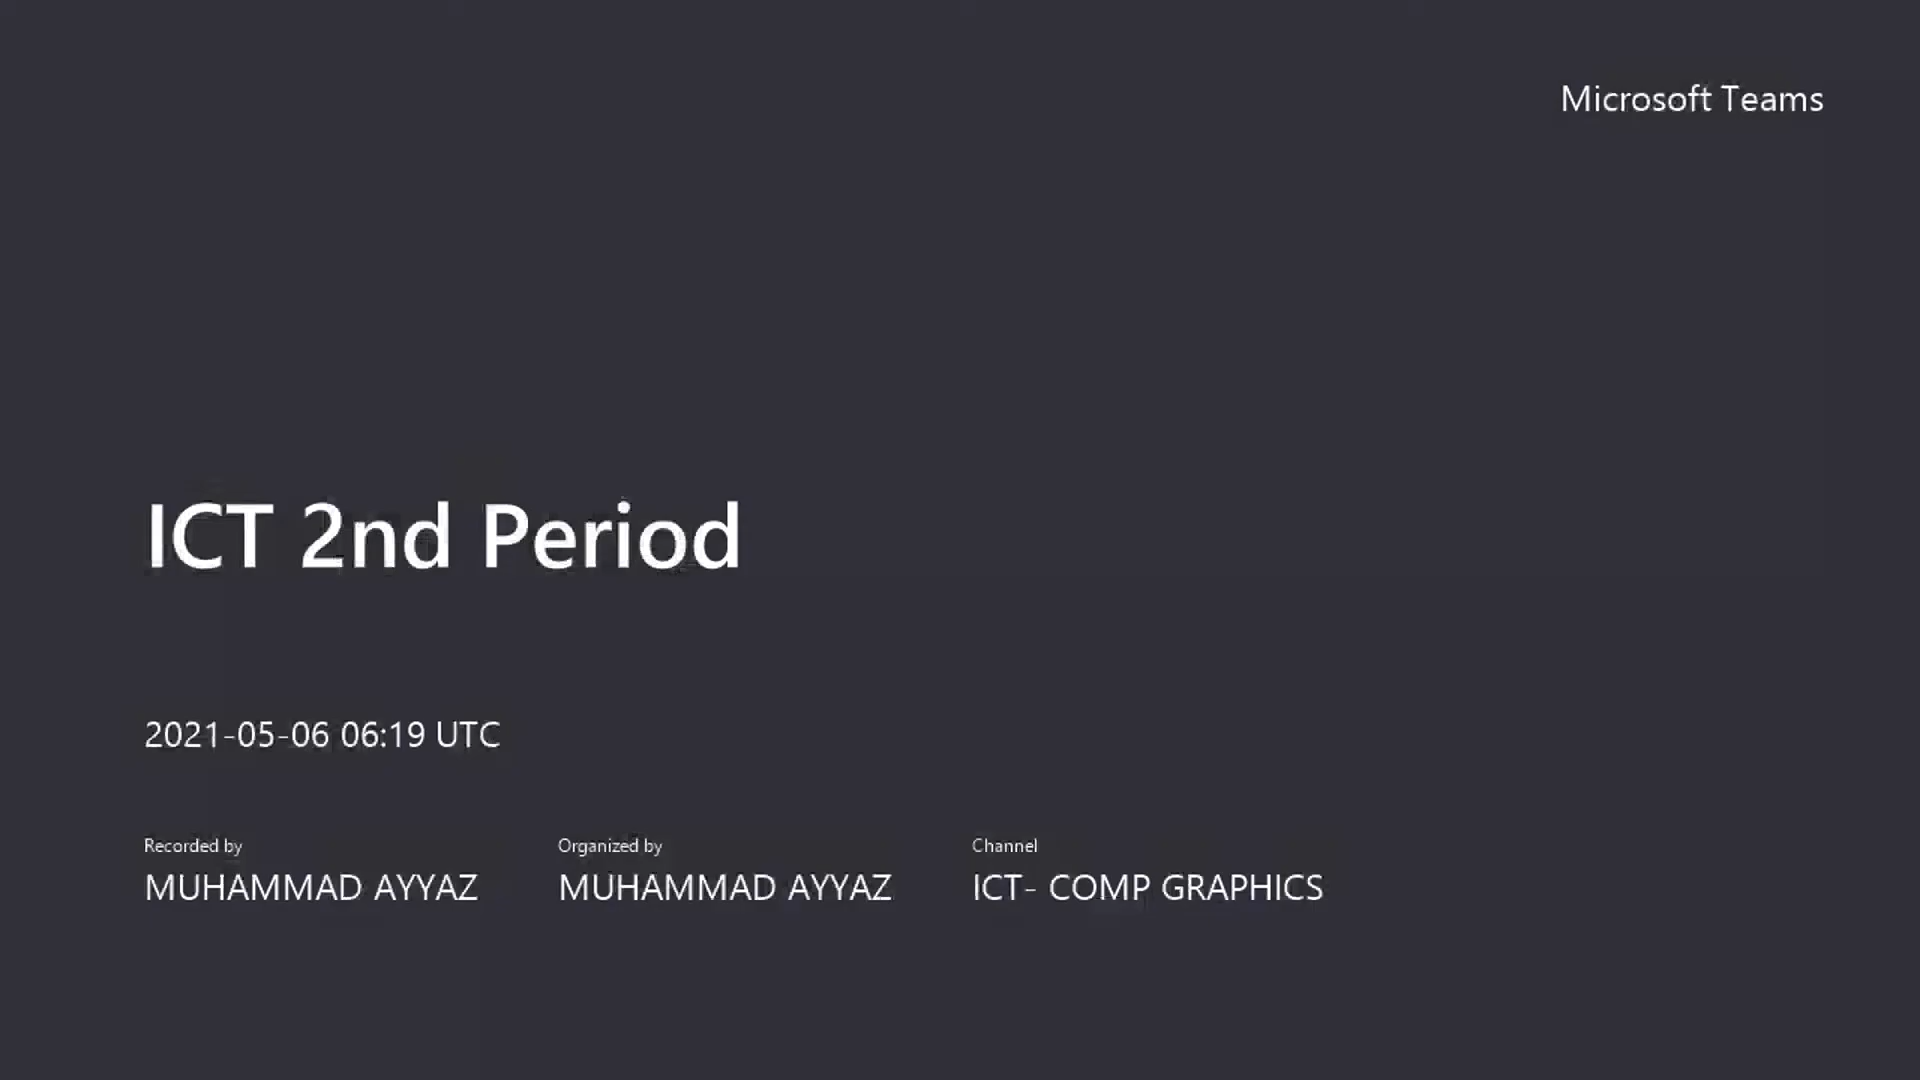 Microsoft Teams
ICT 2nd Period
2021-05-06 06:19 UTC
Recorded by
MUHAMMAD AYYAZ
Organized by
MUHAMMAD AYYAZ
Channel
ICT- COMP GRAPHICS